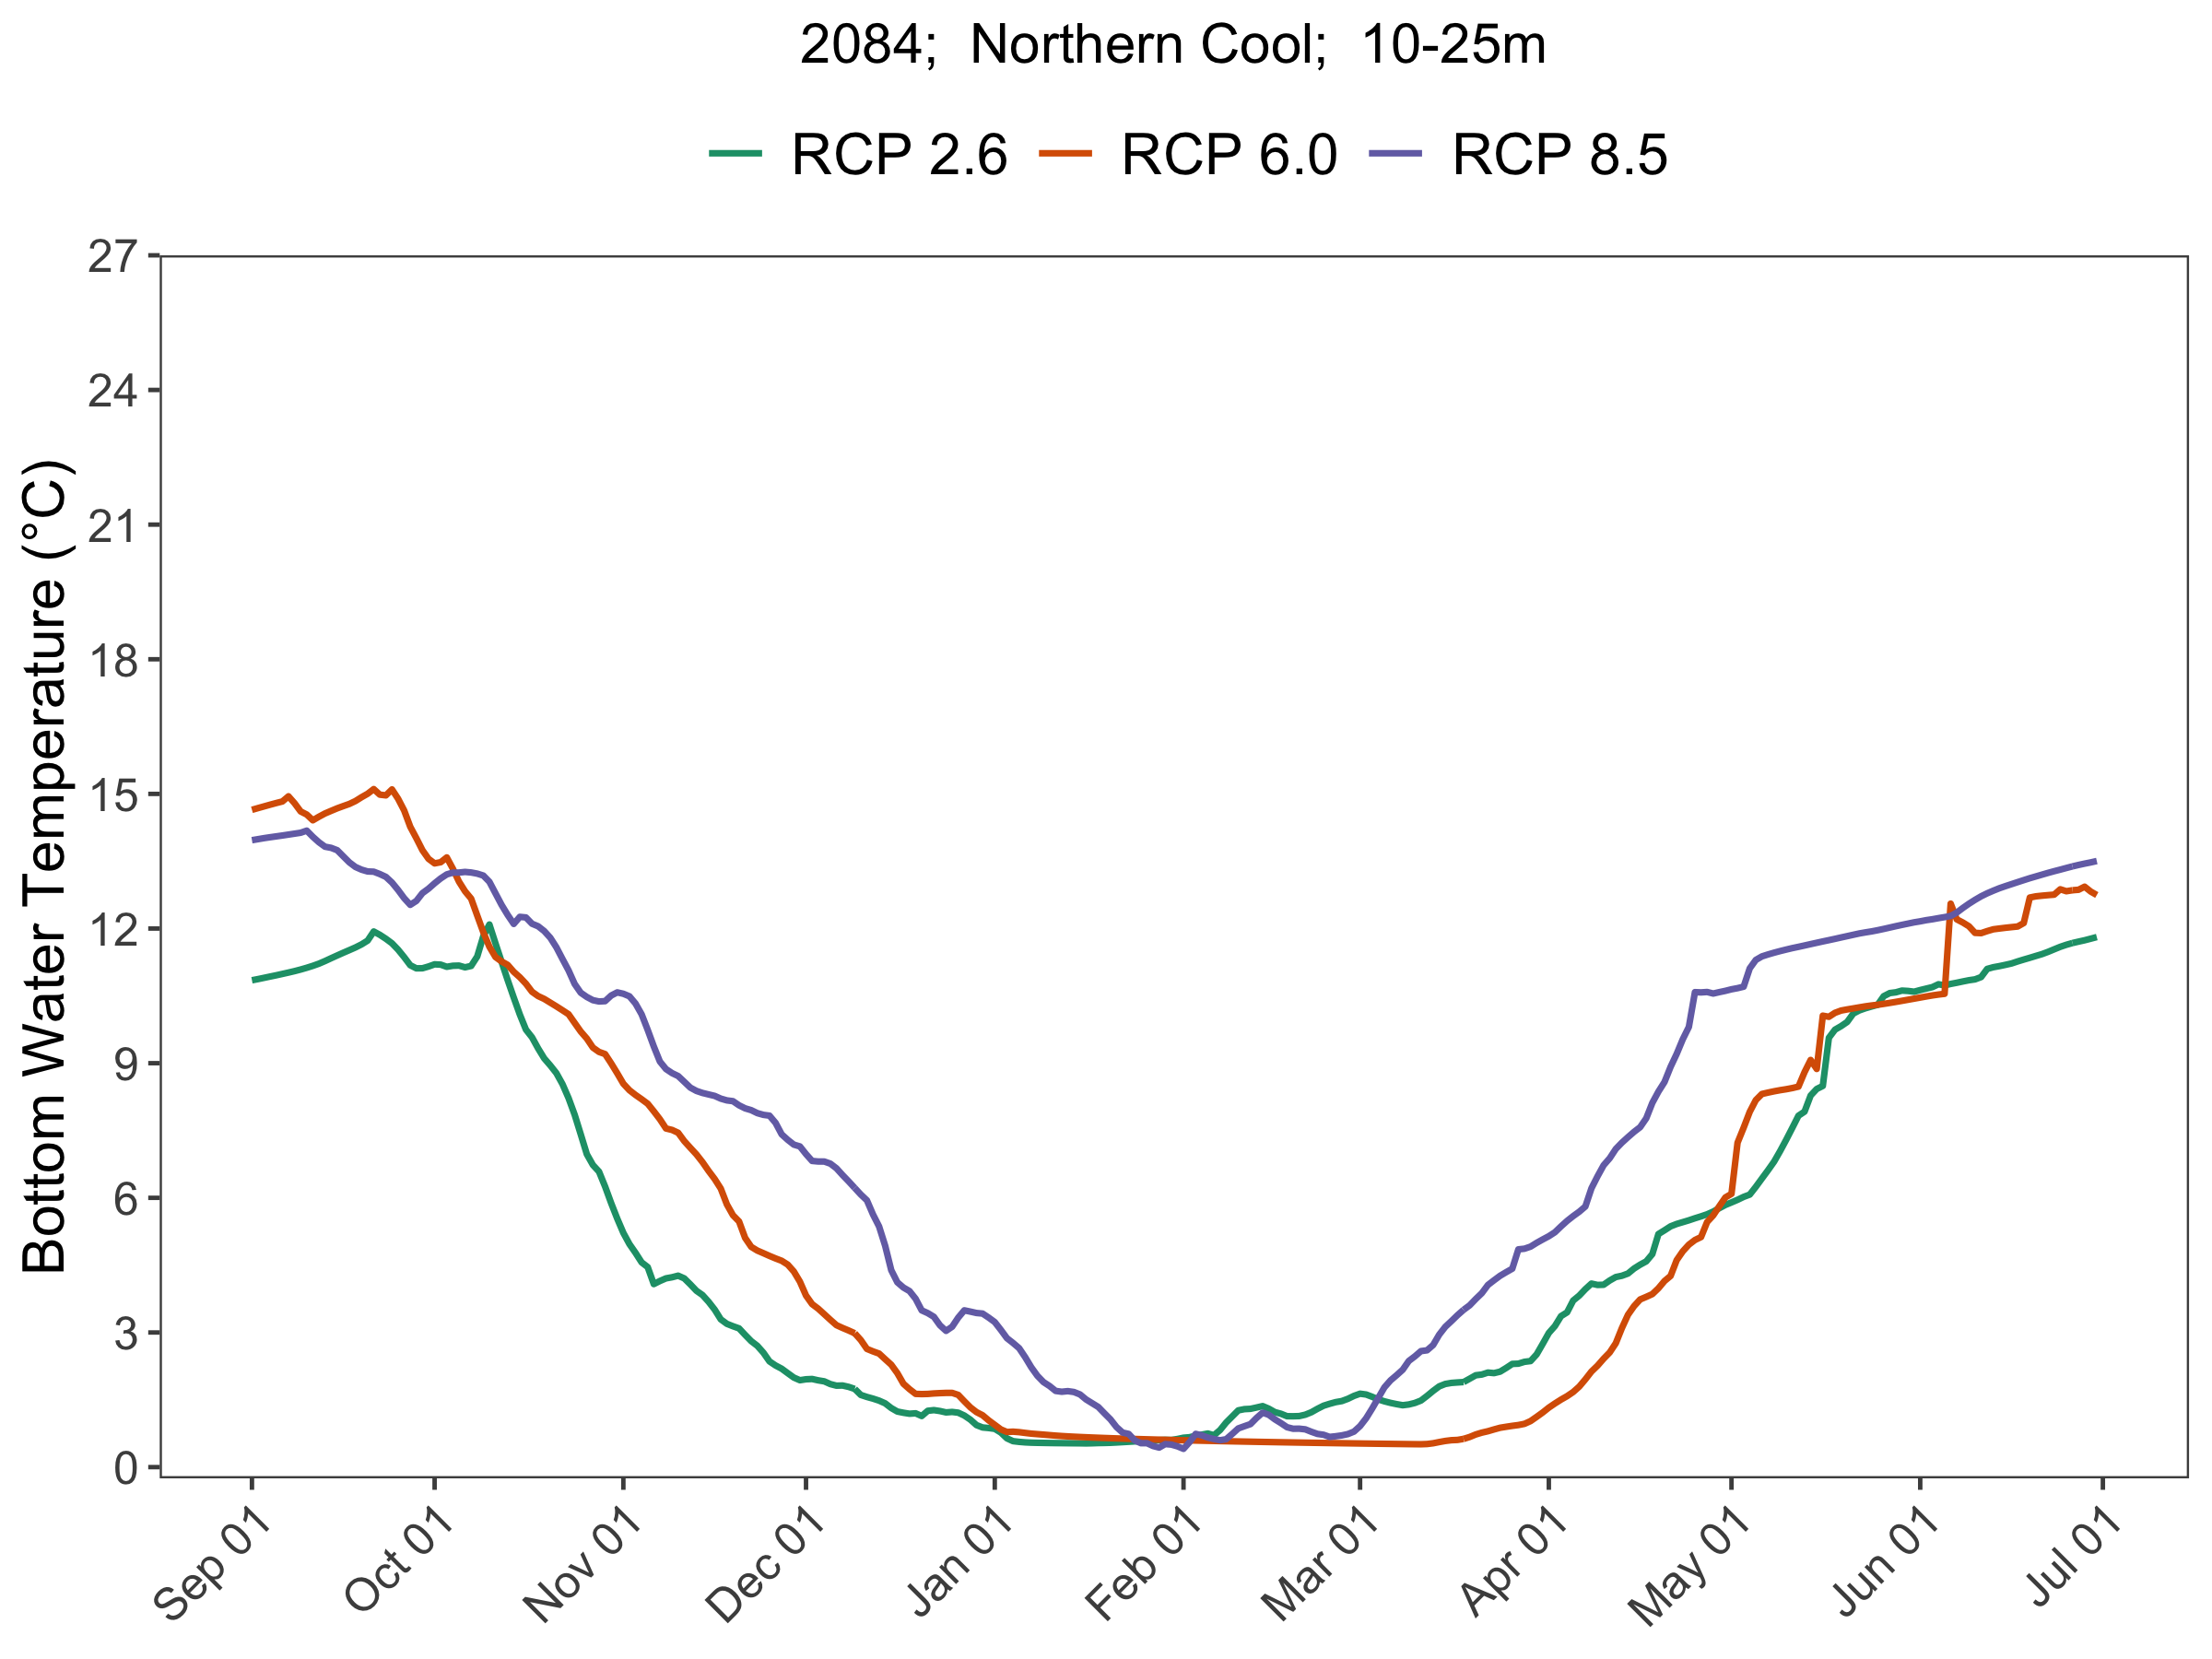 2084;  Northern Cool;  10-25m
RCP 2.6 RCP 6.0 RCP 8.5
Bottom Water Temperature (°C)
27
24
21
18
15
12
9
6
3
0
Sep 01 Oct 01 Nov 01 Dec 01 Jan 01 Feb 01 Mar 01 Apr 01 May 01 Jun 01 Jul 01